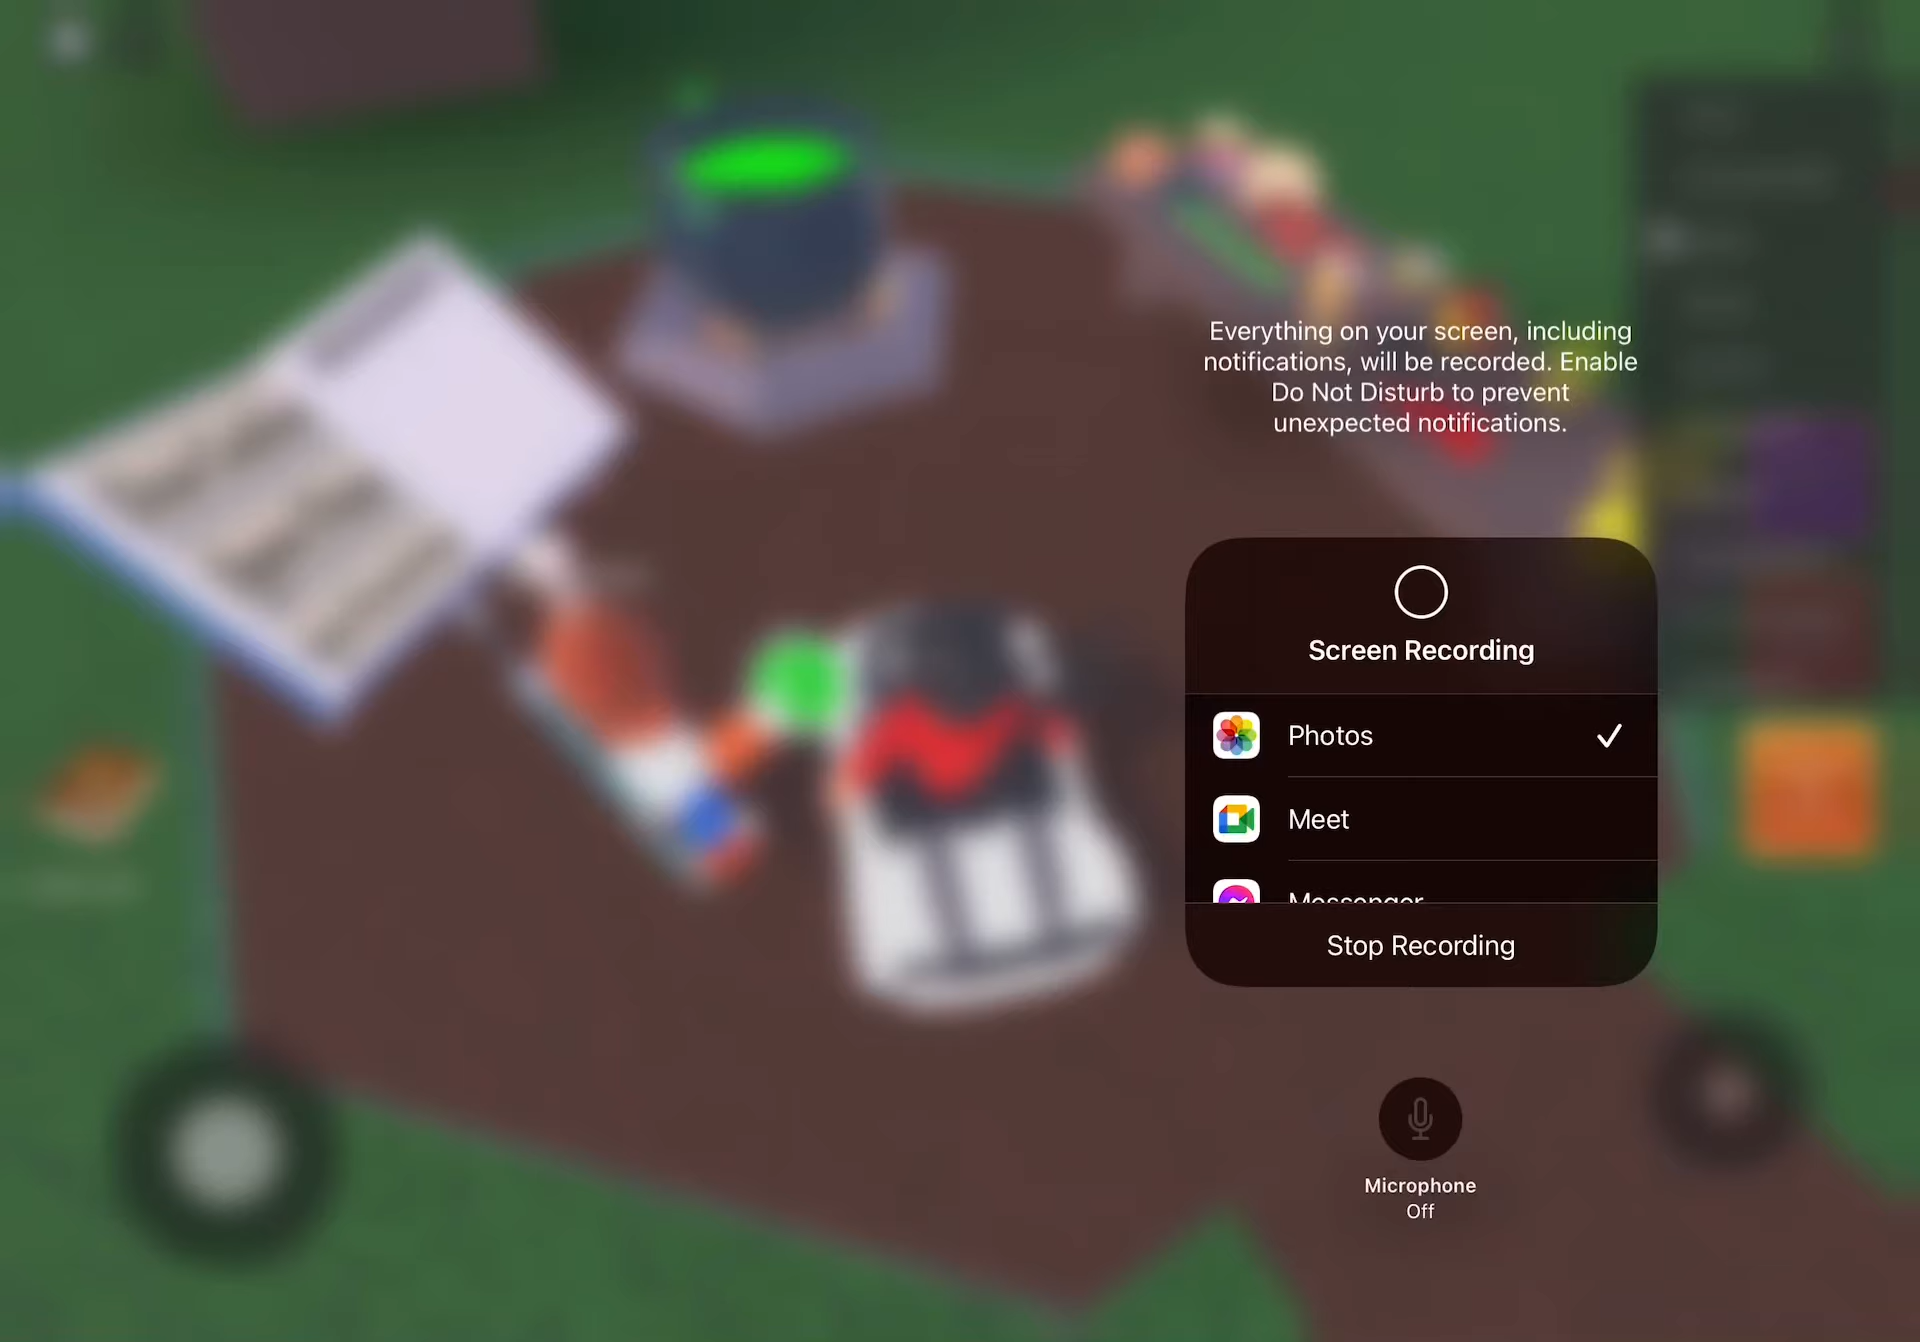 Everything on your screen, including
notifications, will be recorded. Enable
Do Not Disturb to prevent
unexpected notifications.
Screen Recording
Photos
Meet
Messenger
Stop Recording
Microphone
Off